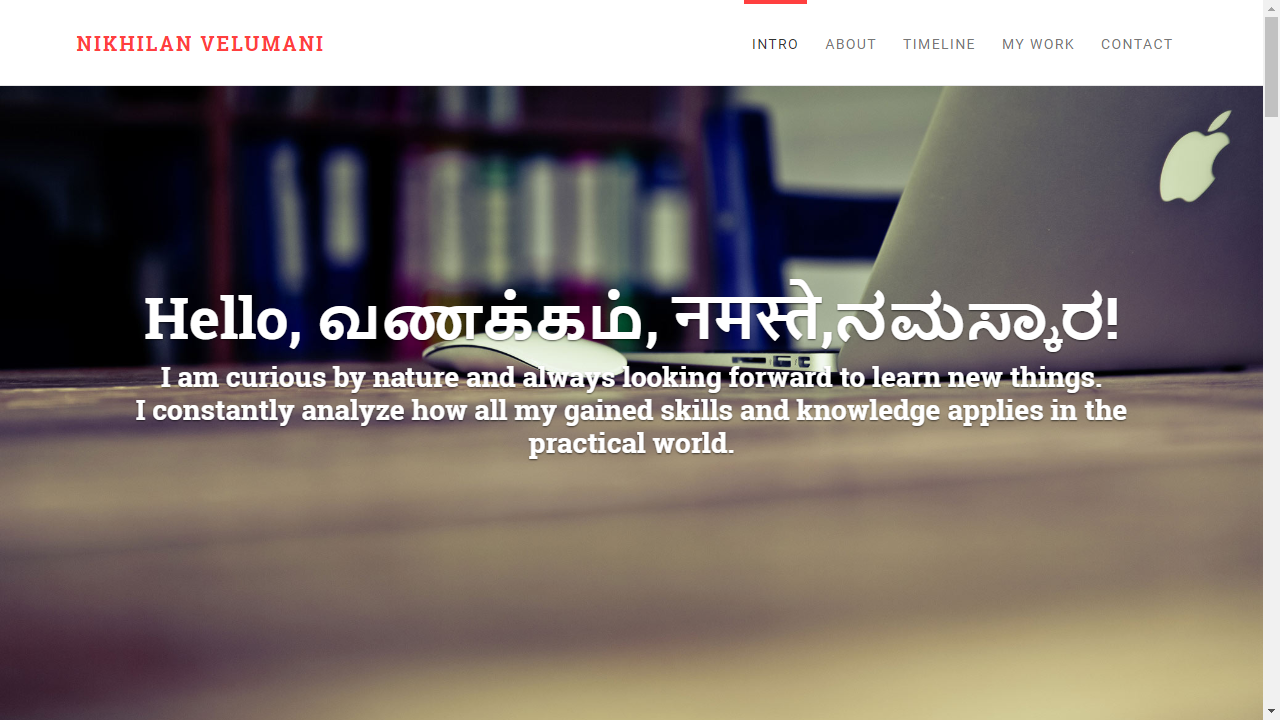 NIKHILAN VELUMANI
INTRO ABOUT TIMELINE MY WORK CONTACT
Hello, வணக்கம், नमस्ते,ನಮಸ್ಕಾರ!
I am curious by nature and always looking forward to learn new things.
I constantly analyze how all my gained skills and knowledge applies in the
practical world.